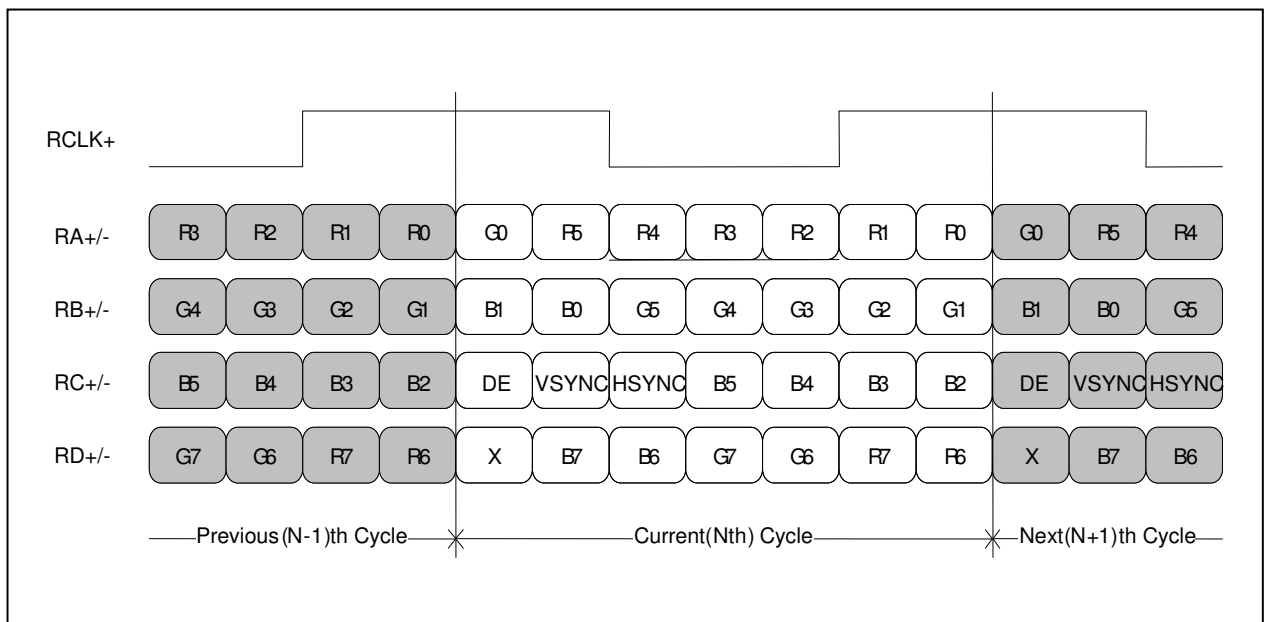 RCLK+
RA+/- R3 R2 R1 R0 G0 R5 R4 R3 R2 R1 R0 G0 R5 R4
RB+/- G4 G3 G2 G1 B1 B0 G5 G4 G3 G2 G1 B1 B0 G5
RC+/- B5 B4 B3 B2 DE VSYNC HSYNC B5 B4 B3 B2 DE VSYNC HSYNC
RD+/- G7 G6 R7 R6 X B7 B6 G7 G6 R7 R6 X B7 B6
Previous(N-1)th Cycle Current(Nth) Cycle Next(N+1)th Cycle